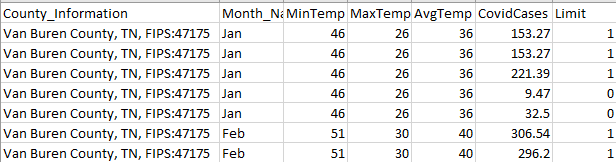 County_Information Month_Na MinTemp MaxTemp AvgTemp CovidCases Limit
Van Buren County, TN, FIPS:47175 Jan 46 26 36 153.27 1
Van Buren County, TN, FIPS:47175 Jan 46 26 36 153.27 1
Van Buren County, TN, FIPS:47175 Jan 46 26 36 221.39 1
Van Buren County, TN, FIPS:47175 Jan 46 26 36 9.47 0
Van Buren County, TN, FIPS:47175 Jan 46 26 36 32.5 0
Van Buren County, TN, FIPS:47175 Feb 51 30 40 306.54 1
Van Buren County, TN, FIPS:47175 Feb 51 30 40 296.2 1